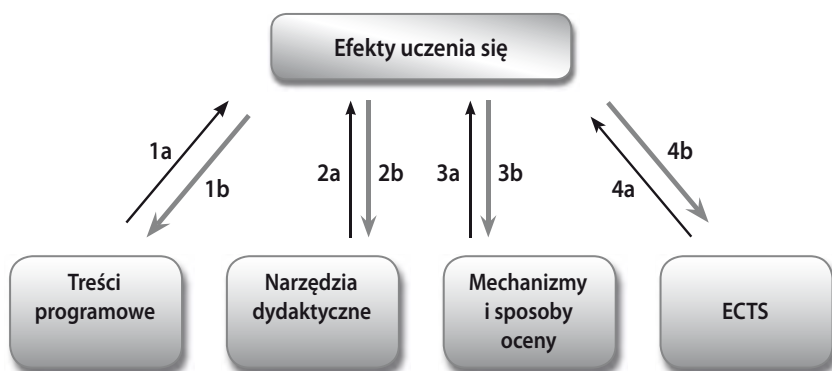 Efekty uczenia się
1a
1b
2a
2b
3a
3b
4a
4b
Treści
programowe
Narzędzia
dydaktyczne
Mechanizmy
i sposoby
oceny
ECTS